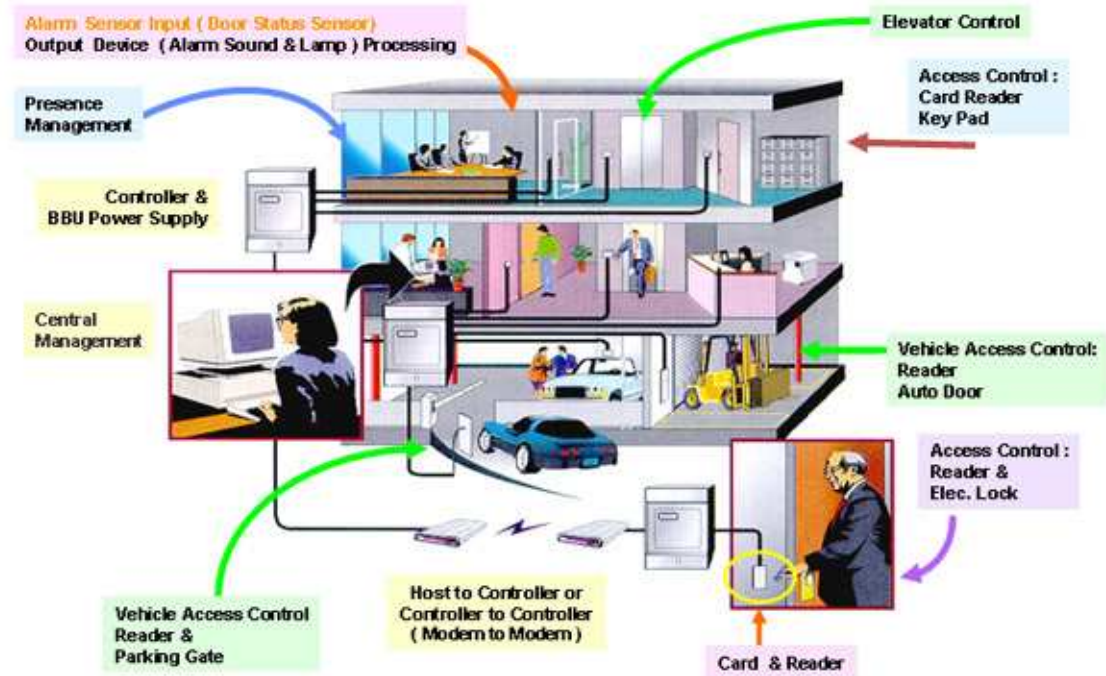 Alarm Sensor Input ( Door Status Sensor)
Output Device ( Alarm Sound & Lamp ) Processing
Elevator Control
Access Control :
Card Reader
Key Pad
Presence
Management
Controller &
BBU Power Supply
Central
Management
Vehicle Access Control:
Reader
Auto Door
Access Control :
Reader &
Elec. Lock
Vehicle Access Control
Reader &
Parking Gate
Host to Controller or
Controller to Controller
( Modern to Modern )
Card & Reader